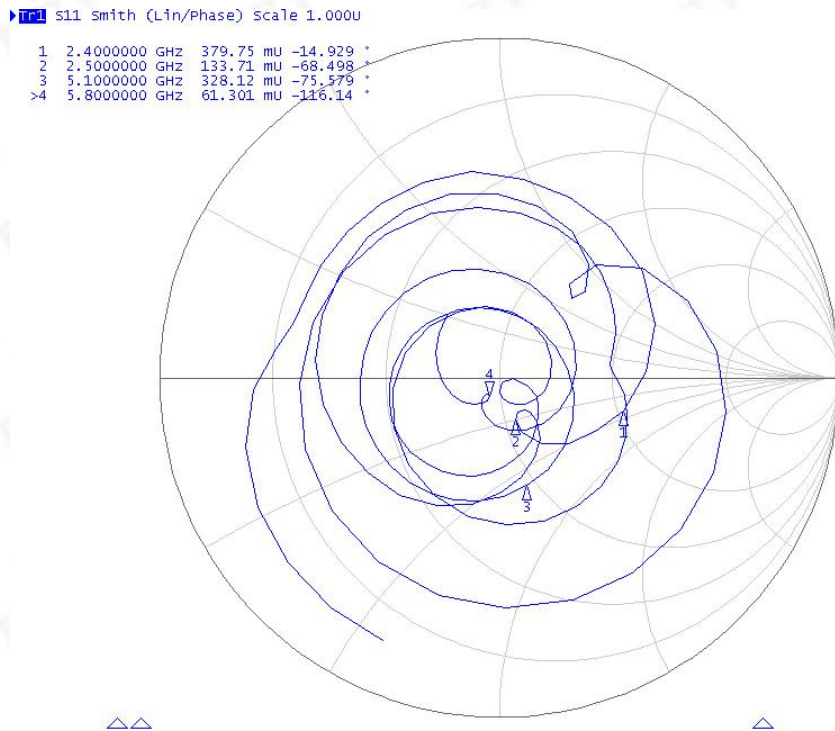 Tr1 S11 Smith (Lin/Phase) Scale 1.000U
1 2.4000000 GHz 379.75 mU -14.929 °
2 2.5000000 GHz 133.71 mU -68.498 °
3 5.1000000 GHz 328.12 mU -75.579 °
>4 5.8000000 GHz 61.301 mU -116.14 °
4
1
2
3